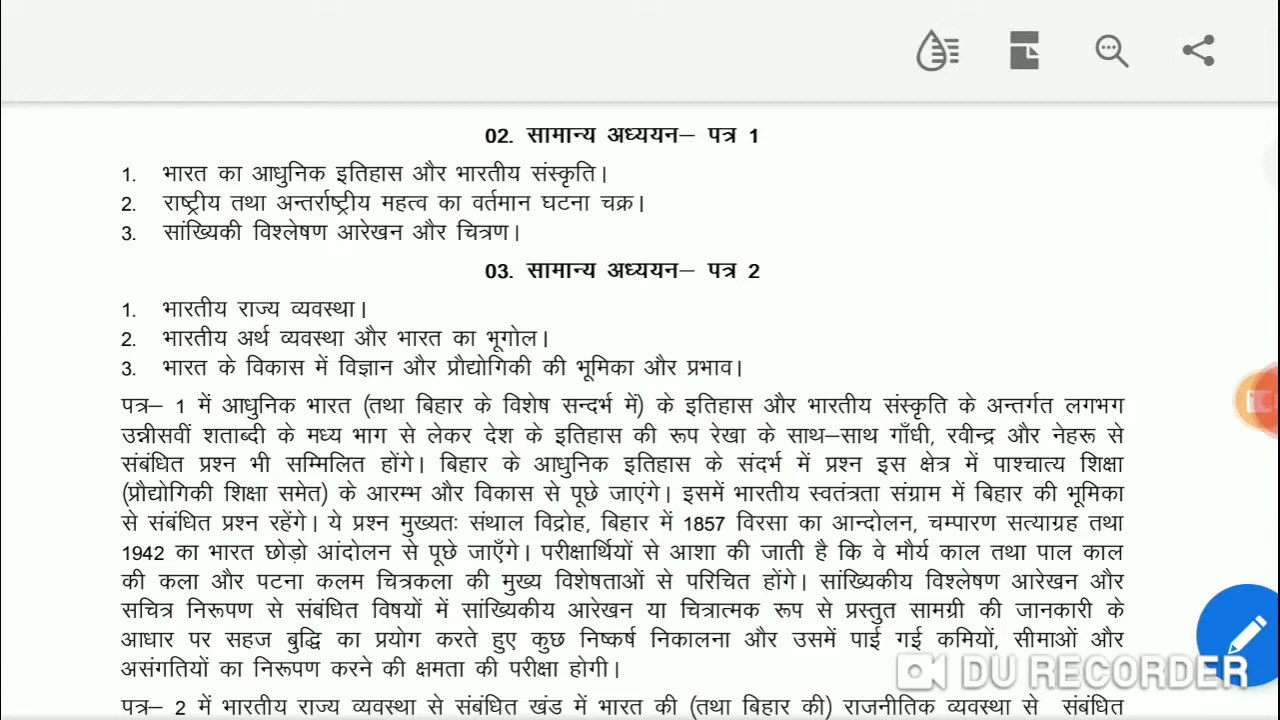 02. सामान्य अध्ययन– पत्र 1
1. भारत का आधुनिक इतिहास और भारतीय संस्कृति।
2. राष्ट्रीय तथा अन्तर्राष्ट्रीय महत्व का वर्तमान घटना चक्र।
3. सांख्यिकी विश्लेषण आरेखन और चित्रण।
03. सामान्य अध्ययन– पत्र 2
1. भारतीय राज्य व्यवस्था।
2. भारतीय अर्थ व्यवस्था और भारत का भूगोल।
3. भारत के विकास में विज्ञान और प्रौद्योगिकी की भूमिका और प्रभाव।
पत्र– 1 में आधुनिक भारत (तथा बिहार के विशेष सन्दर्भ में) के इतिहास और भारतीय संस्कृति के अन्तर्गत लगभग
उन्नीसवीं शताब्दी के मध्य भाग से लेकर देश के इतिहास की रूप रेखा के साथ–साथ गाँधी, रवीन्द्र और नेहरू से
संबंधित प्रश्न भी सम्मिलित होंगे। बिहार के आधुनिक इतिहास के संदर्भ में प्रश्न इस क्षेत्र में पाश्चात्य शिक्षा
(प्रौद्योगिकी शिक्षा समेत) के आरम्भ और विकास से पूछे जाएंगे। इसमें भारतीय स्वतंत्रता संग्राम में बिहार की भूमिका
से संबंधित प्रश्न रहेंगे। ये प्रश्न मुख्यतः संथाल विद्रोह, बिहार में 1857 विरसा का आन्दोलन, चम्पारण सत्याग्रह तथा
1942 का भारत छोड़ो आंदोलन से पूछे जाएँगे। परीक्षार्थियों से आशा की जाती है कि वे मौर्य काल तथा पाल काल
की कला और पटना कलम चित्रकला की मुख्य विशेषताओं से परिचित होंगे। सांख्यिकीय विश्लेषण आरेखन और
सचित्र निरूपण से संबंधित विषयों में सांख्यिकीय आरेखन या चित्रात्मक रूप से प्रस्तुत सामग्री की जानकारी के
आधार पर सहज बुद्धि का प्रयोग करते हुए कुछ निष्कर्ष निकालना और उसमें पाई गई कमियों, सीमाओं और
असंगतियों का निरूपण करने की क्षमता की परीक्षा होगी।
DU RECORDER
पत्र– 2 में भारतीय राज्य व्यवस्था से संबंधित खंड में भारत की (तथा बिहार की) राजनीतिक व्यवस्था से संबंधित